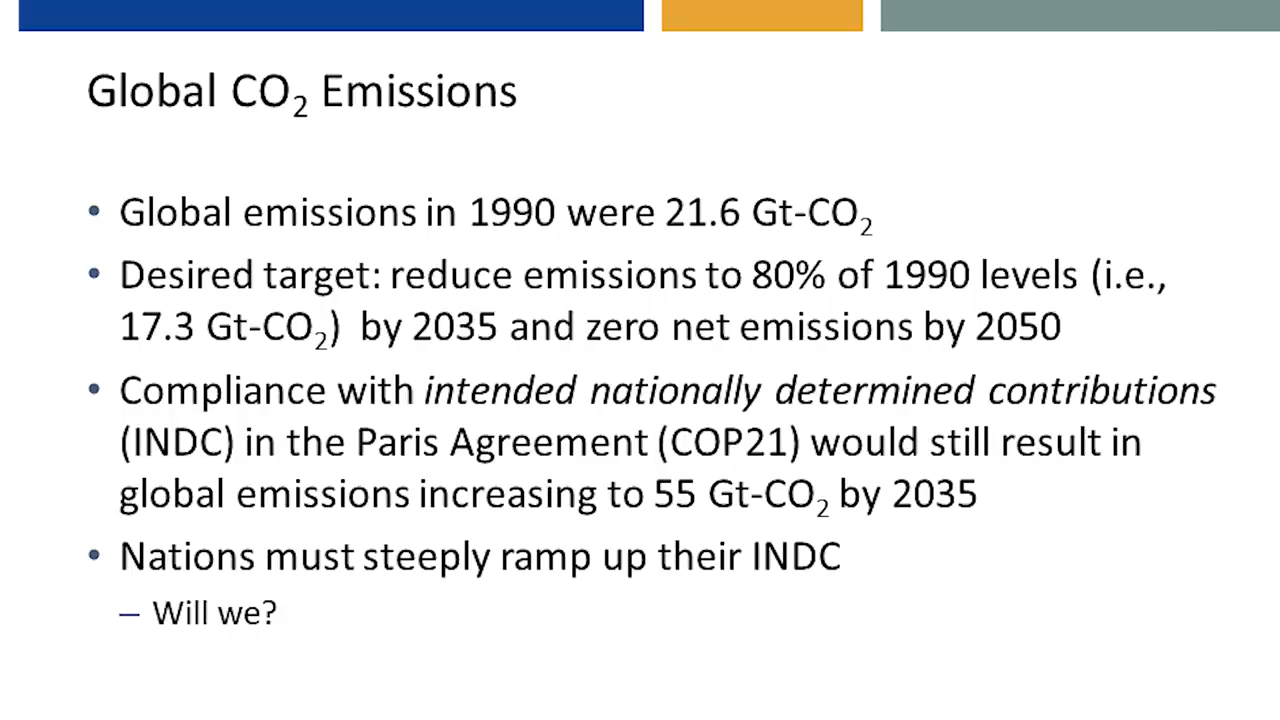 Global CO₂ Emissions
• Global emissions in 1990 were 21.6 Gt-CO₂
• Desired target: reduce emissions to 80% of 1990 levels (i.e.,
17.3 Gt-CO₂) by 2035 and zero net emissions by 2050
• Compliance with intended nationally determined contributions
(INDC) in the Paris Agreement (COP21) would still result in
global emissions increasing to 55 Gt-CO₂ by 2035
• Nations must steeply ramp up their INDC
– Will we?